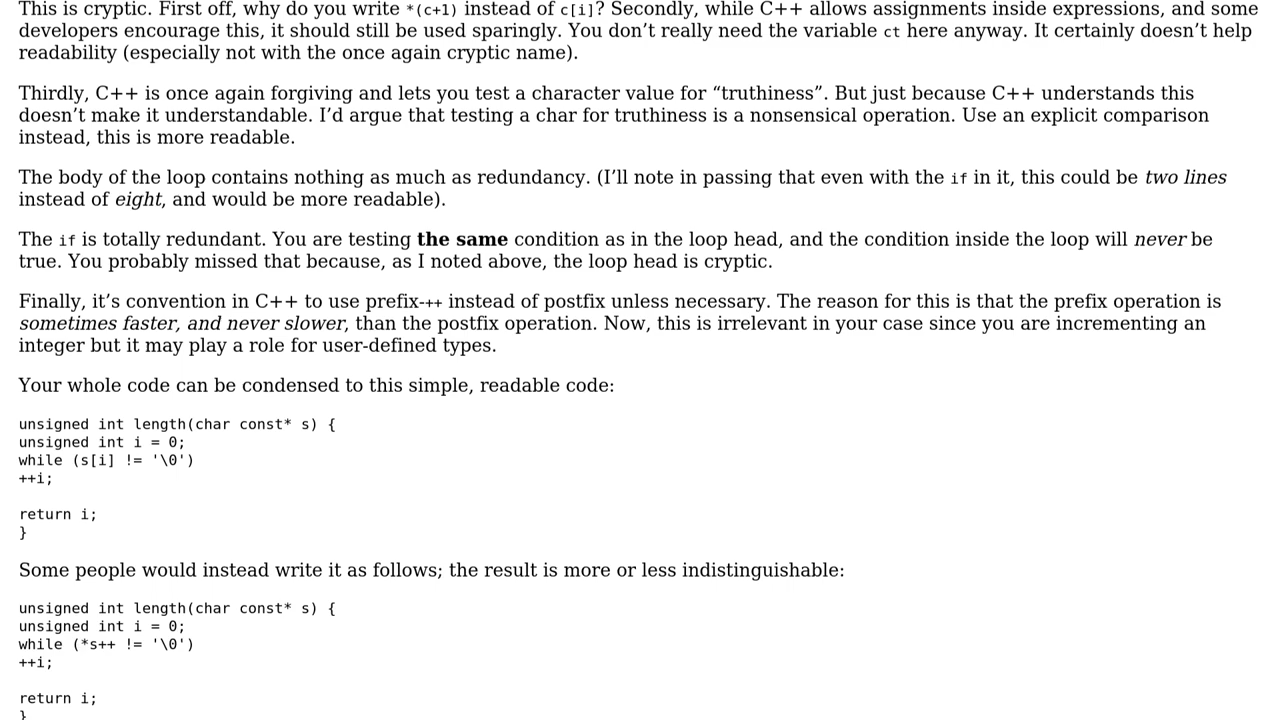 This is cryptic. First off, why do you write *(c+1) instead of c[i]? Secondly, while C++ allows assignments inside expressions, and some
developers encourage this, it should still be used sparingly. You don’t really need the variable ct here anyway. It certainly doesn’t help
readability (especially not with the once again cryptic name).
Thirdly, C++ is once again forgiving and lets you test a character value for “truthiness”. But just because C++ understands this
doesn’t make it understandable. I’d argue that testing a char for truthiness is a nonsensical operation. Use an explicit comparison
instead, this is more readable.
The body of the loop contains nothing as much as redundancy. (I’ll note in passing that even with the if in it, this could be two lines
instead of eight, and would be more readable).
The if is totally redundant. You are testing the same condition as in the loop head, and the condition inside the loop will never be
true. You probably missed that because, as I noted above, the loop head is cryptic.
Finally, it’s convention in C++ to use prefix-++ instead of postfix unless necessary. The reason for this is that the prefix operation is
sometimes faster, and never slower, than the postfix operation. Now, this is irrelevant in your case since you are incrementing an
integer but it may play a role for user-defined types.
Your whole code can be condensed to this simple, readable code:
unsigned int length(char const* s) {
unsigned int i = 0;
while (s[i] != '\0')
++i;
return i;
}
Some people would instead write it as follows; the result is more or less indistinguishable:
unsigned int length(char const* s) {
unsigned int i = 0;
while (*s++ != '\0')
++i;
return i;
}